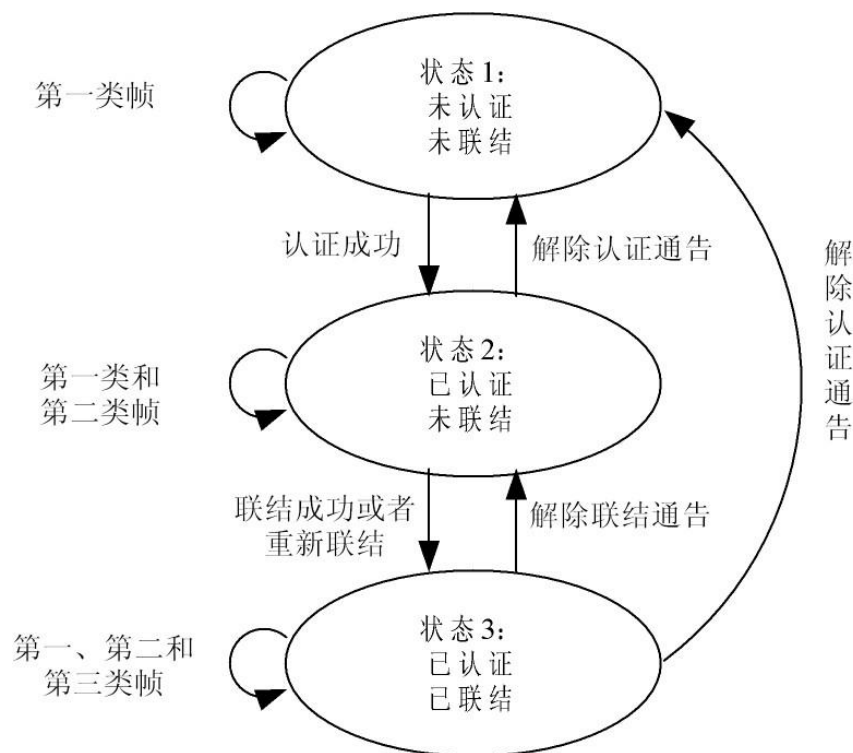 状态1：
未认证
未联结
第一类帧
认证成功
解除认证通告
解除认证通告
状态2：
已认证
未联结
第一类和
第二类帧
联结成功或者
重新联结
解除联结通告
状态3：
已认证
已联结
第一、第二和
第三类帧